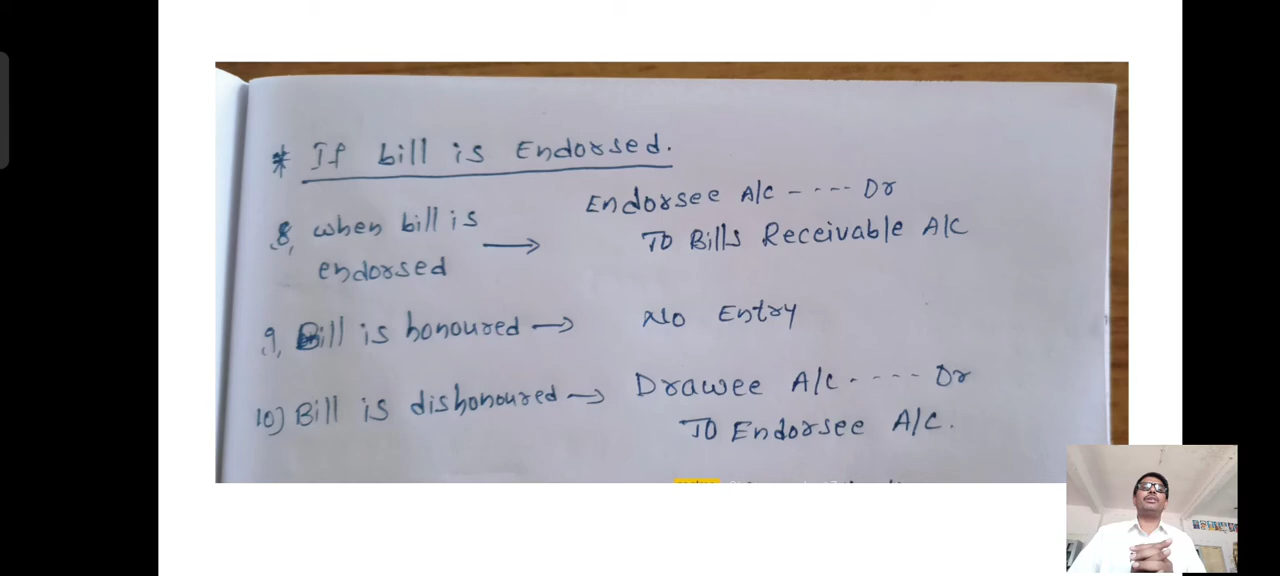 * If bill is Endorsed.
8, when bill is endorsed → Endorsee A/c - - - - - Dr
To Bills Receivable A/c
9, Bill is honoured → No Entry
10) Bill is dishonoured → Drawee A/c - - - - - Dr
To Endorsee A/c.